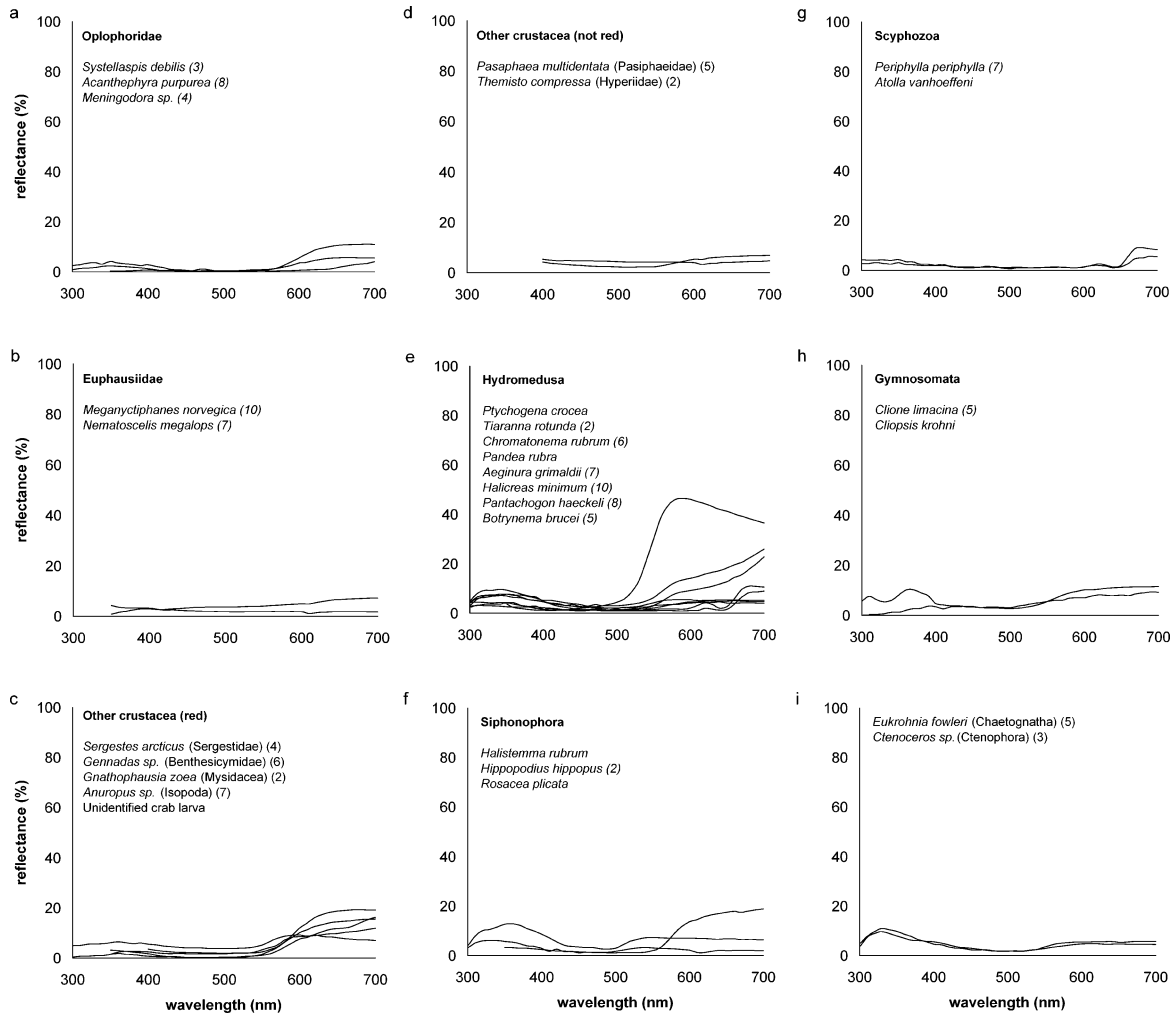 a
100
80
60
40
20
0
reflectance (%)
Oplophoridae
Systellaspis debilis (3)
Acanthephyra purpurea (8)
Meningodora sp. (4)
300 400 500 600 700
d
100
80
60
40
20
0
Other crustacea (not red)
Pasaphaea multidentata (Pasiphaeidae) (5)
Themisto compressa (Hyperiidae) (2)
300 400 500 600 700
g
100
80
60
40
20
0
Scyphozoa
Periphylla periphylla (7)
Atolla vanhoeffeni
300 400 500 600 700
b
100
80
60
40
20
0
reflectance (%)
Euphausiidae
Meganyctiphanes norvegica (10)
Nematoscelis megalops (7)
300 400 500 600 700
e
100
80
60
40
20
0
Hydromedusa
Ptychogena crocea
Tiaranna rotunda (2)
Chromatonema rubrum (6)
Pandea rubra
Aeginura grimaldii (7)
Halicreas minimum (10)
Pantachogon haeckeli (8)
Botrynema brucei (5)
300 400 500 600 700
h
100
80
60
40
20
0
Gymnosomata
Clione limacina (5)
Cliopsis krohni
300 400 500 600 700
c
100
80
60
40
20
0
reflectance (%)
Other crustacea (red)
Sergestes arcticus (Sergestidae) (4)
Gennadas sp. (Benthesicymidae) (6)
Gnathophausia zoea (Mysidacea) (2)
Anuropus sp. (Isopoda) (7)
Unidentified crab larva
300 400 500 600 700
wavelength (nm)
f
100
80
60
40
20
0
Siphonophora
Halistemma rubrum
Hippopodius hippopus (2)
Rosacea plicata
300 400 500 600 700
wavelength (nm)
i
100
80
60
40
20
0
Eukrohnia fowleri (Chaetognatha) (5)
Ctenoceros sp. (Ctenophora) (3)
300 400 500 600 700
wavelength (nm)